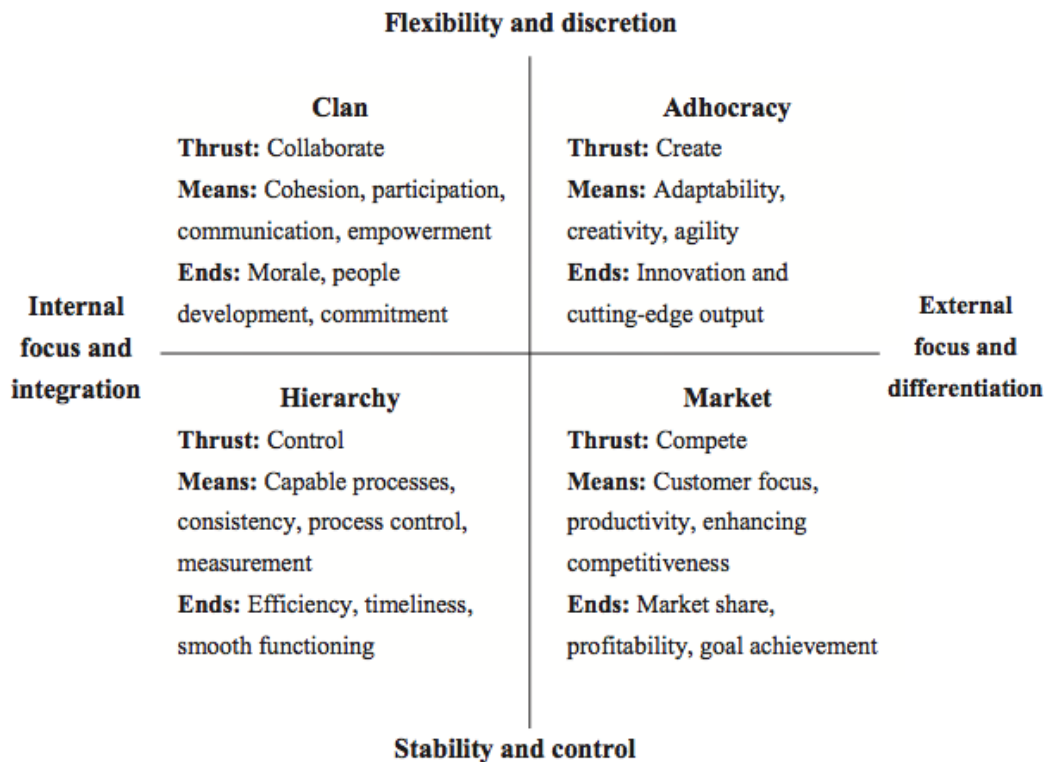 Flexibility and discretion
Clan
Thrust: Collaborate
Means: Cohesion, participation,
communication, empowerment
Ends: Morale, people
development, commitment
Adhocracy
Thrust: Create
Means: Adaptability,
creativity, agility
Ends: Innovation and
cutting-edge output
Internal
focus and
integration
External
focus and
differentiation
Hierarchy
Thrust: Control
Means: Capable processes,
consistency, process control,
measurement
Ends: Efficiency, timeliness,
smooth functioning
Market
Thrust: Compete
Means: Customer focus,
productivity, enhancing
competitiveness
Ends: Market share,
profitability, goal achievement
Stability and control